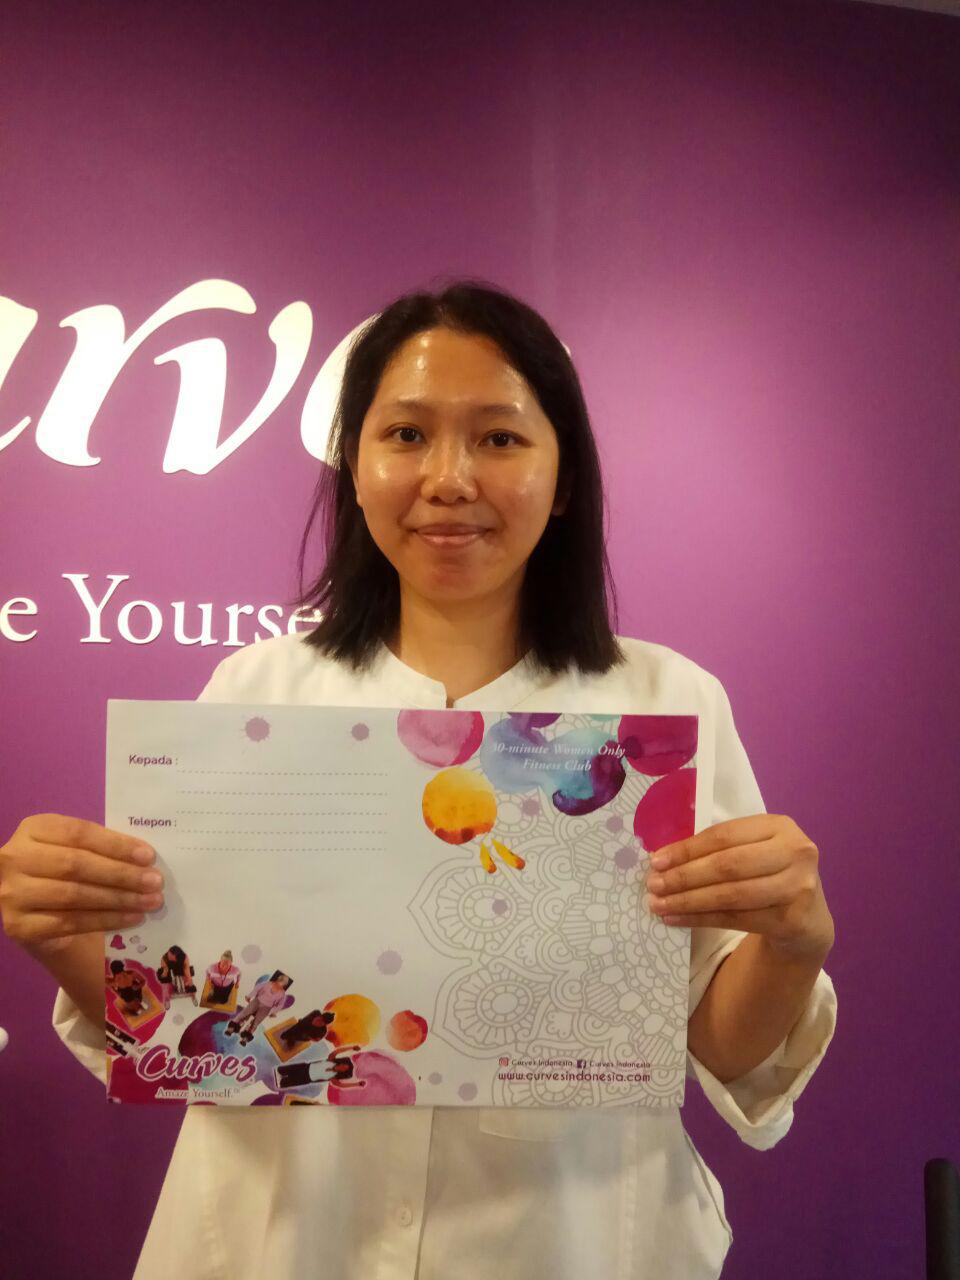 urve
e Yourse
Kepada :
Telepon :
30-minute Women Only
Fitness Club
Curves
Amaze Yourself.™
Curves Indonesia Curves Indonesia
www.curvesindonesia.com